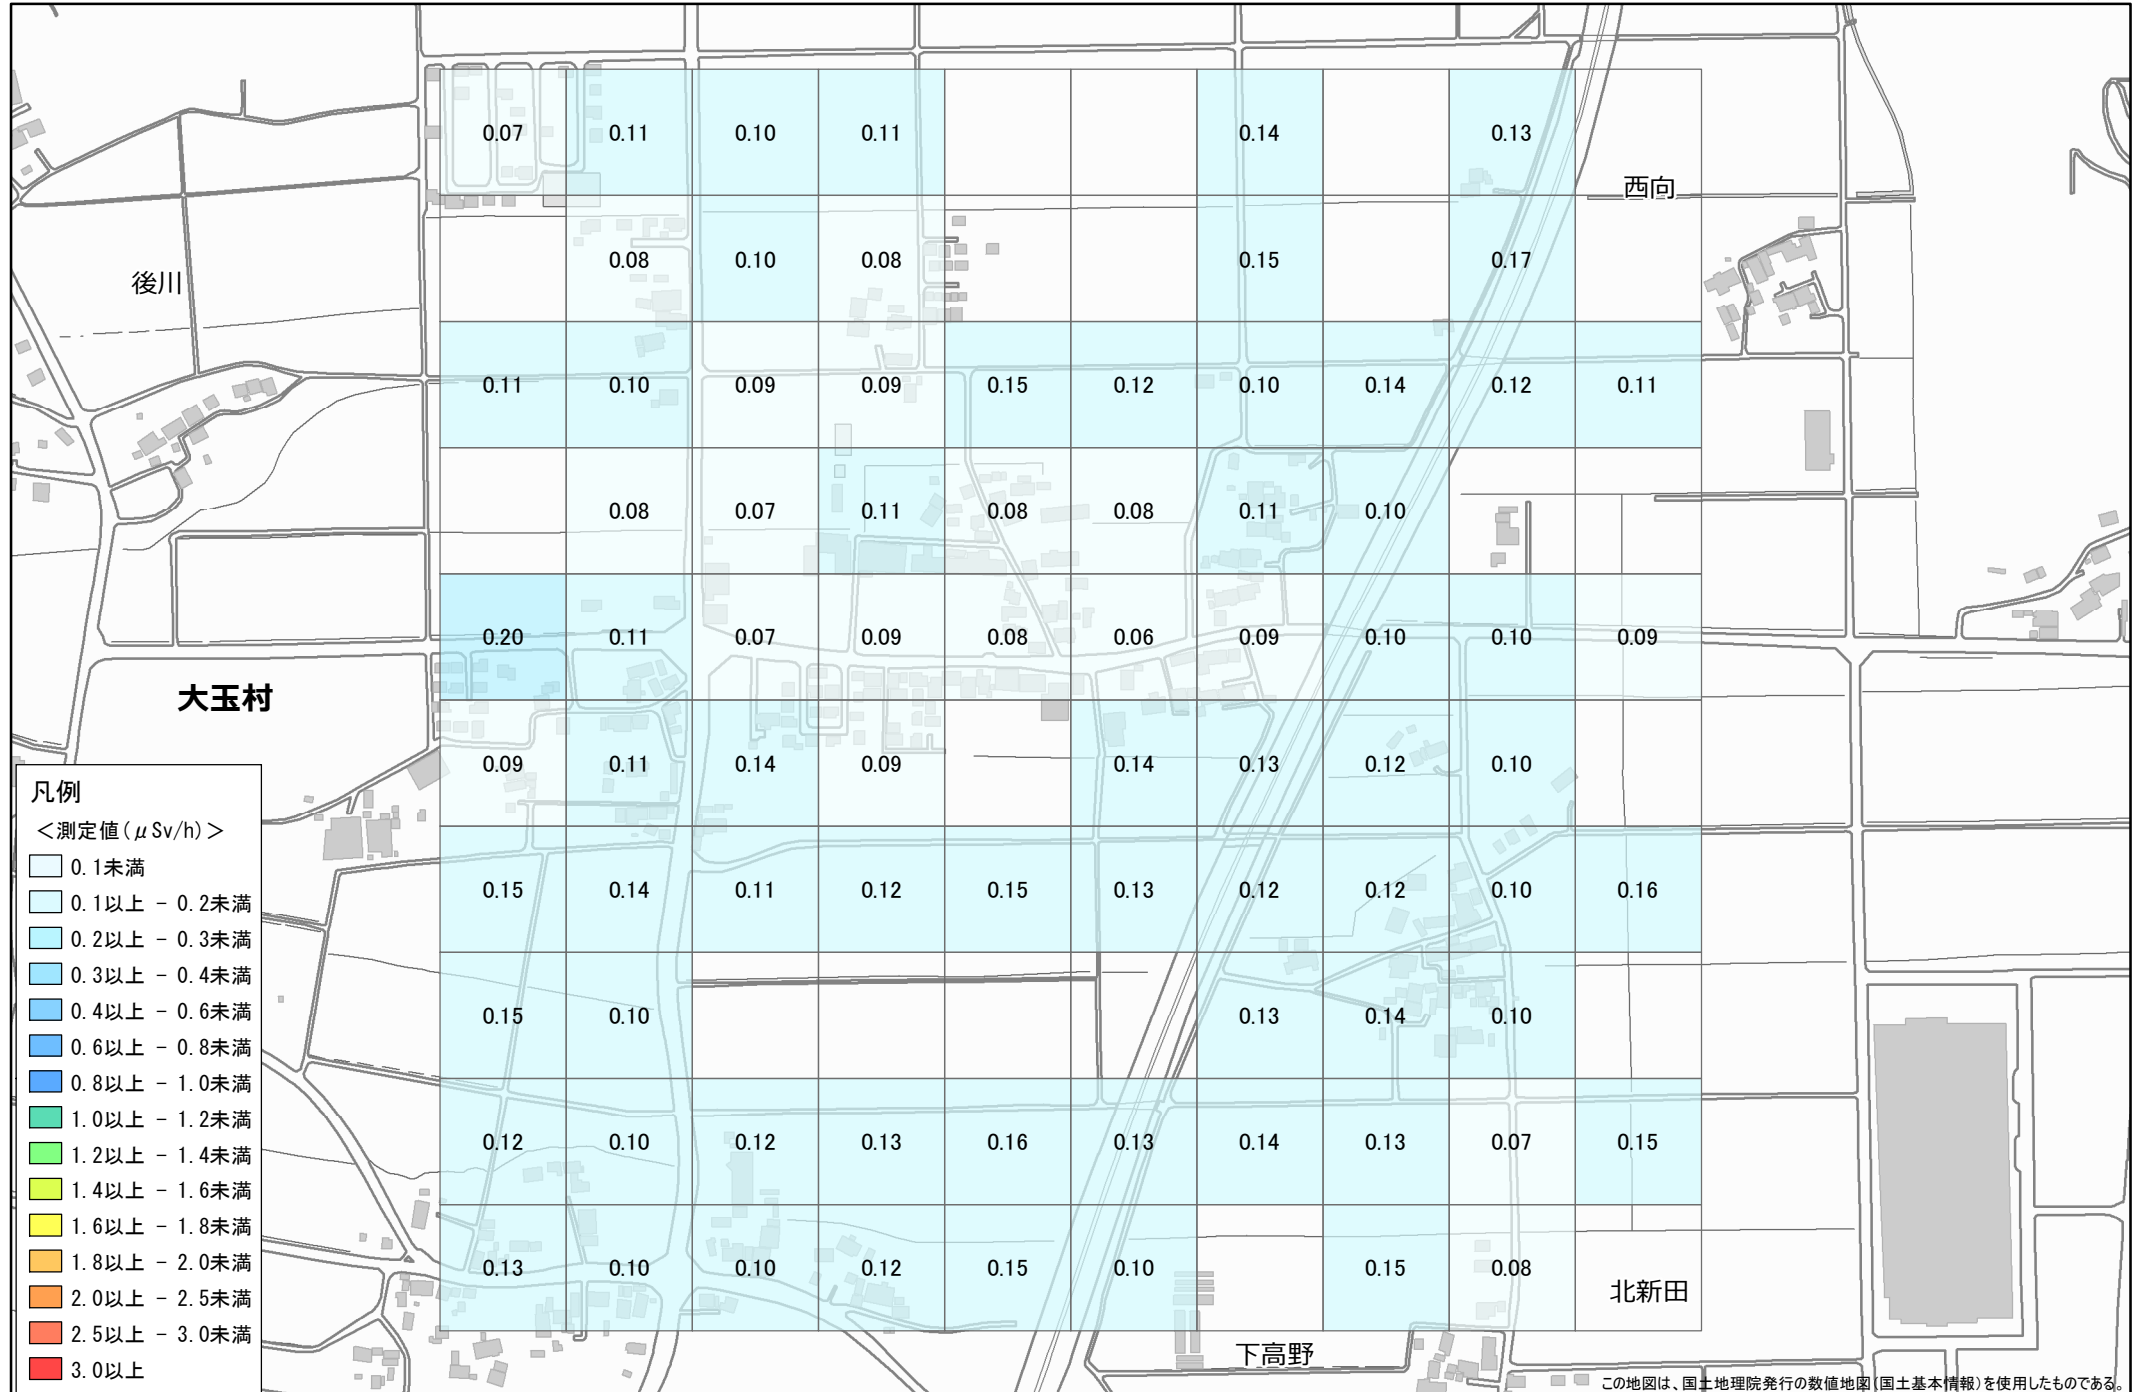 0.07 0.11 0.10 0.11 0.14 0.13
西向
0.08 0.10 0.08 0.15 0.17
後川
0.11 0.10 0.09 0.09 0.15 0.12 0.10 0.14 0.12 0.11
0.08 0.07 0.11 0.08 0.08 0.11 0.10
0.20 0.11 0.07 0.09 0.08 0.06 0.09 0.10 0.10 0.09
大玉村
0.09 0.11 0.14 0.09 0.14 0.13 0.12 0.10
0.15 0.14 0.11 0.12 0.15 0.13 0.12 0.12 0.10 0.16
0.15 0.10 0.13 0.14 0.10
0.12 0.10 0.12 0.13 0.16 0.13 0.14 0.13 0.07 0.15
0.13 0.10 0.10 0.12 0.15 0.10 0.15 0.08
北新田
下高野
凡例
＜測定値(μSv/h)＞
0.1未満
0.1以上 － 0.2未満
0.2以上 － 0.3未満
0.3以上 － 0.4未満
0.4以上 － 0.6未満
0.6以上 － 0.8未満
0.8以上 － 1.0未満
1.0以上 － 1.2未満
1.2以上 － 1.4未満
1.4以上 － 1.6未満
1.6以上 － 1.8未満
1.8以上 － 2.0未満
2.0以上 － 2.5未満
2.5以上 － 3.0未満
3.0以上
この地図は、国土地理院発行の数値地図(国土基本情報)を使用したものである。